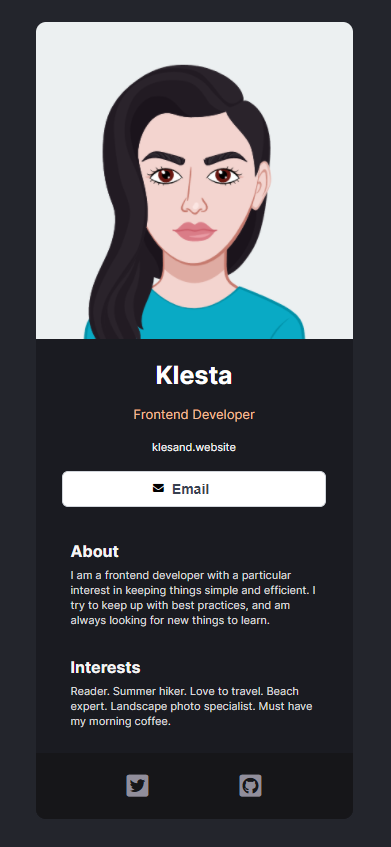 Klesta
Frontend Developer
klesand.website
Email
About
I am a frontend developer with a particular
interest in keeping things simple and efficient. I
try to keep up with best practices, and am
always looking for new things to learn.
Interests
Reader. Summer hiker. Love to travel. Beach
expert. Landscape photo specialist. Must have
my morning coffee.